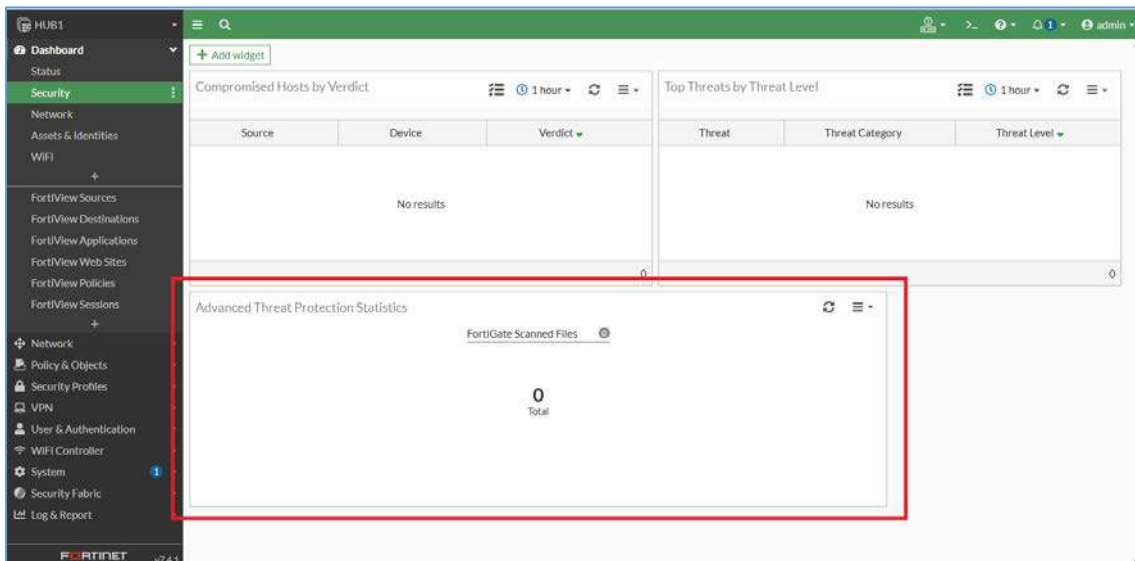 HUB1
admin
Dashboard
Status
Security
Network
Assets & Identities
WiFi
+
FortiView Sources
FortiView Destinations
FortiView Applications
FortiView Web Sites
FortiView Policies
FortiView Sessions
+
Network
Policy & Objects
Security Profiles
VPN
User & Authentication
WiFi Controller
System 1
Security Fabric
Log & Report
FORTINET v7.4.1
>_ ? 1
+ Add widget
Compromised Hosts by Verdict 1 hour
Source Device Verdict
No results
0
Top Threats by Threat Level 1 hour
Threat Threat Category Threat Level
No results
0
Advanced Threat Protection Statistics
FortiGate Scanned Files
0
Total